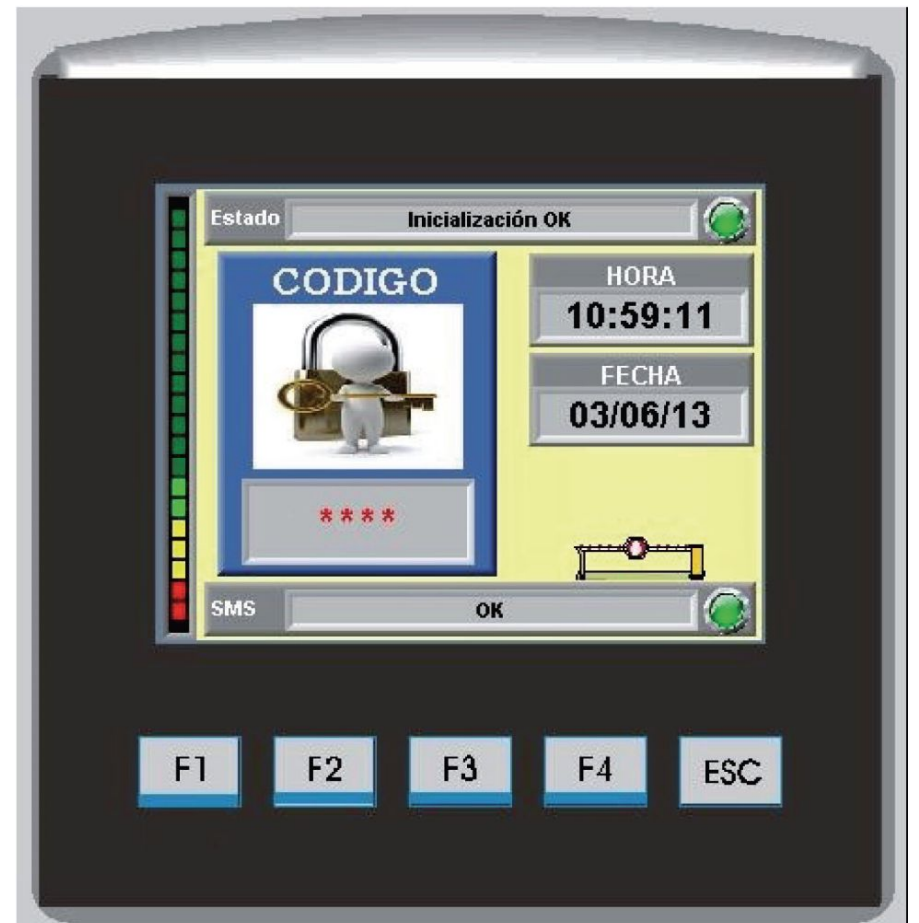 Estado Inicialización OK
CODIGO
HORA
10:59:11
FECHA
03/06/13
****
SMS OK
F1 F2 F3 F4 ESC